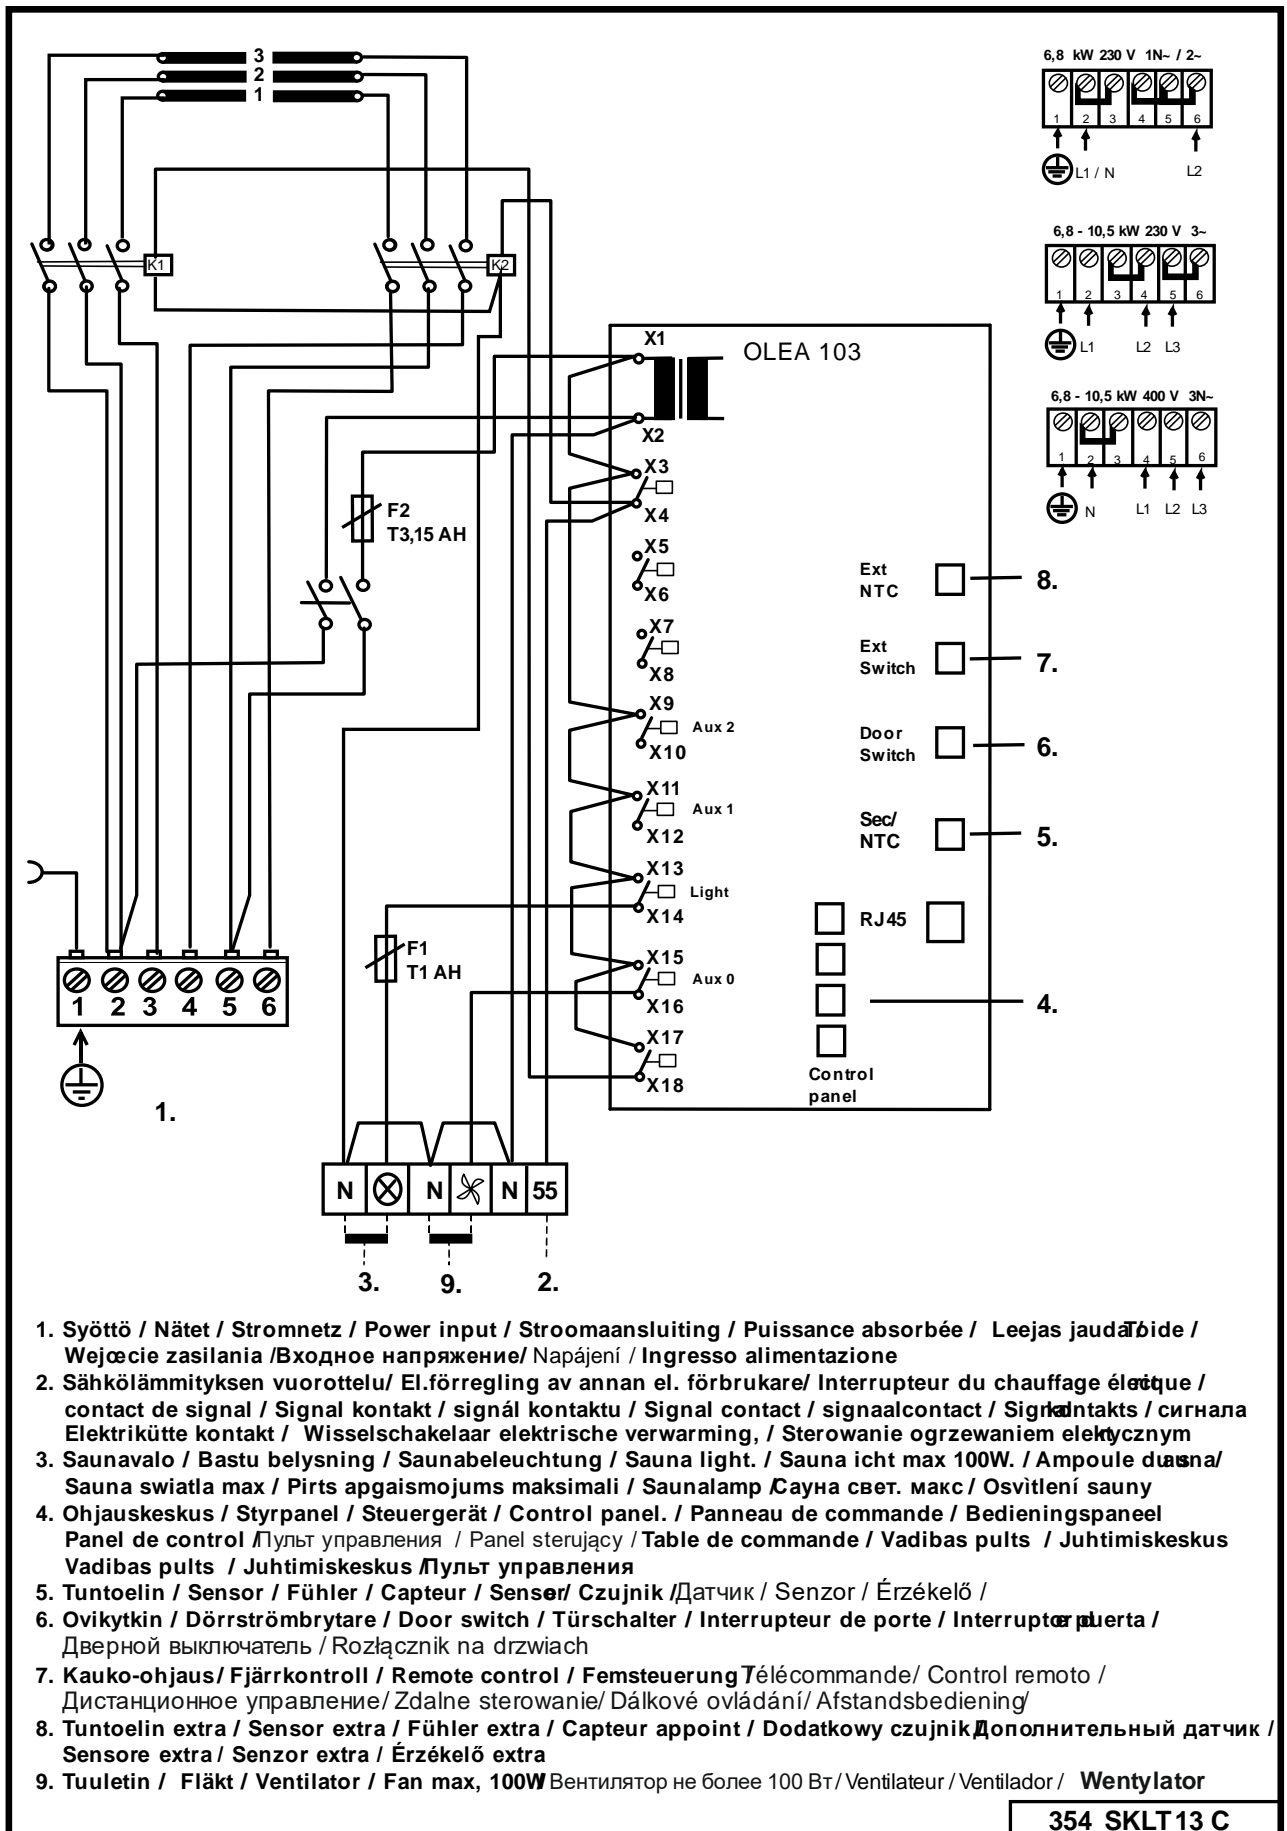 3
2
1
K1
K2
6,8 kW 230 V 1N~ / 2~
1 2 3 4 5 6
L1 / N L2
6,8 - 10,5 kW 230 V 3~
1 2 3 4 5 6
L1 L2 L3
6,8 - 10,5 kW 400 V 3N~
1 2 3 4 5 6
N L1 L2 L3
OLEA 103
X1
X2
X3
X4
X5
X6
X7
X8
X9
Aux 2
X10
X11
Aux 1
X12
X13
Light
X14
X15
Aux 0
X16
X17
X18
F2
T3,15 AH
F1
T1 AH
Ext
NTC
8.
Ext
Switch
7.
Door
Switch
6.
Sec/
NTC
5.
RJ45
4.
Control
panel
1 2 3 4 5 6
1.
N N N 55
3. 9. 2.
1. Syöttö / Nätet / Stromnetz / Power input / Stroomaansluiting / Puissance absorbée / Leejas jauda / Toide /
Wejœcie zasilania /Входное напряжение/ Napájení / Ingresso alimentazione
2. Sähkölämmityksen vuorottelu/ El.förregling av annan el. förbrukare/ Interrupteur du chauffage électrique /
contact de signal / Signal kontakt / signál kontaktu / Signal contact / signaalcontact / Signalkontakts / сигнала
Elektrikütte kontakt / Wisselschakelaar elektrische verwarming, / Sterowanie ogrzewaniem elektrycznym
3. Saunavalo / Bastu belysning / Saunabeleuchtung / Sauna light. / Sauna icht max 100W. / Ampoule du sauna/
Sauna swiatla max / Pirts apgaismojums maksimali / Saunalamp /Сауна свет. макс / Osvìtlení sauny
4. Ohjauskeskus / Styrpanel / Steuergerät / Control panel. / Panneau de commande / Bedieningspaneel
Panel de control /Пульт управления / Panel sterujący / Table de commande / Vadibas pults / Juhtimiskeskus
Vadibas pults / Juhtimiskeskus /Пульт управления
5. Tuntoelin / Sensor / Fühler / Capteur / Sensor/ Czujnik /Датчик / Senzor / Érzékelő /
6. Ovikytkin / Dörrströmbrytare / Door switch / Türschalter / Interrupteur de porte / Interruptor puerta /
Дверной выключатель / Rozłącznik na drzwiach
7. Kauko-ohjaus/ Fjärrkontroll / Remote control / Femsteuerung /Télécommande/ Control remoto /
Дистанционное управление/ Zdalne sterowanie/ Dálkové ovládání/ Afstandsbediening/
8. Tuntoelin extra / Sensor extra / Fühler extra / Capteur appoint / Dodatkowy czujnik /Дополнительный датчик /
Sensore extra / Senzor extra / Érzékelő extra
9. Tuuletin / Fläkt / Ventilator / Fan max, 100W/ Вентилятор не более 100 Вт/ Ventilateur / Ventilador / Wentylator
354 SKLT 13 C